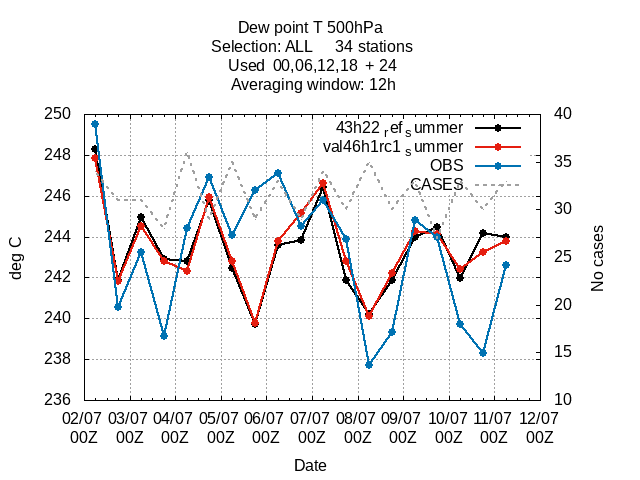 Dew point T 500hPa
Selection: ALL 34 stations
Used 00,06,12,18 + 24
Averaging window: 12h
43h22 ref summer
val46h1rc1 summer
OBS
CASES
250
248
246
244
242
240
238
236
40
35
30
25
20
15
10
deg C
No cases
02/07 03/07 04/07 05/07 06/07 07/07 08/07 09/07 10/07 11/07 12/07
00Z 00Z 00Z 00Z 00Z 00Z 00Z 00Z 00Z 00Z 00Z
Date